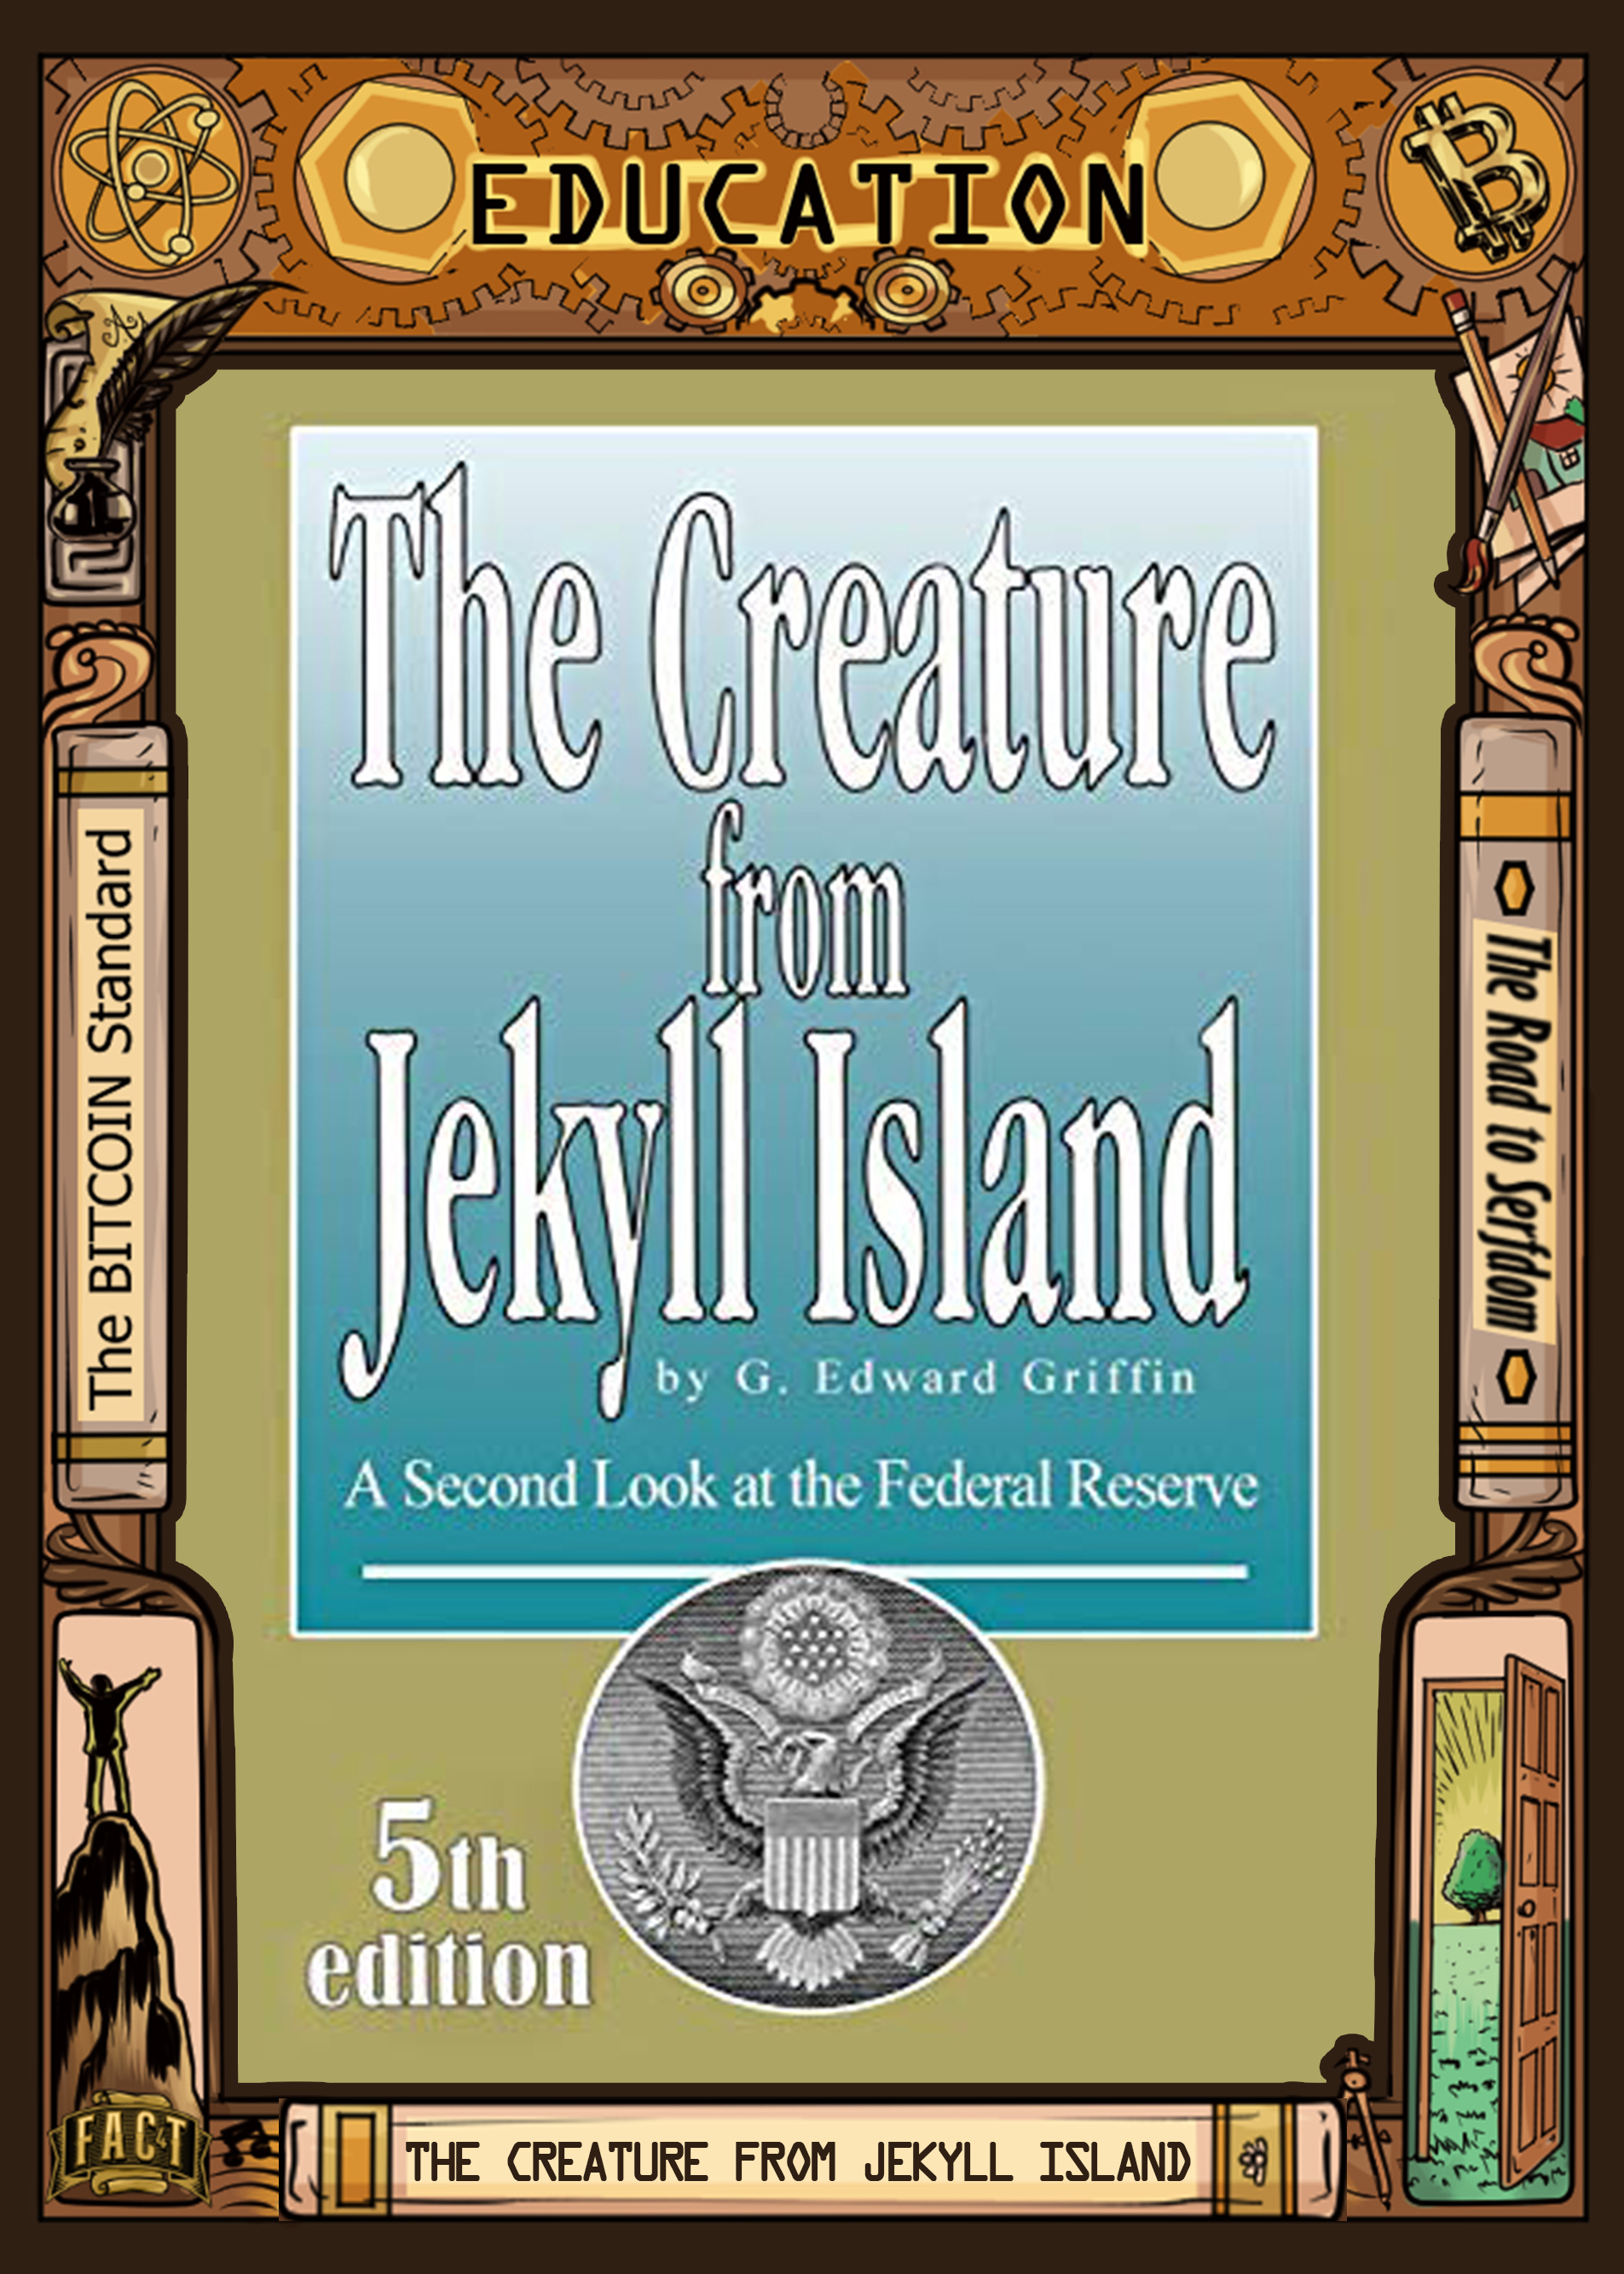 EDUCATION
The Creature
from
Jekyll Island
by G. Edward Griffin
A Second Look at the Federal Reserve
5th
edition
The BITCOIN Standard
The Road to Serfdom
FACT
THE CREATURE FROM JEKYLL ISLAND